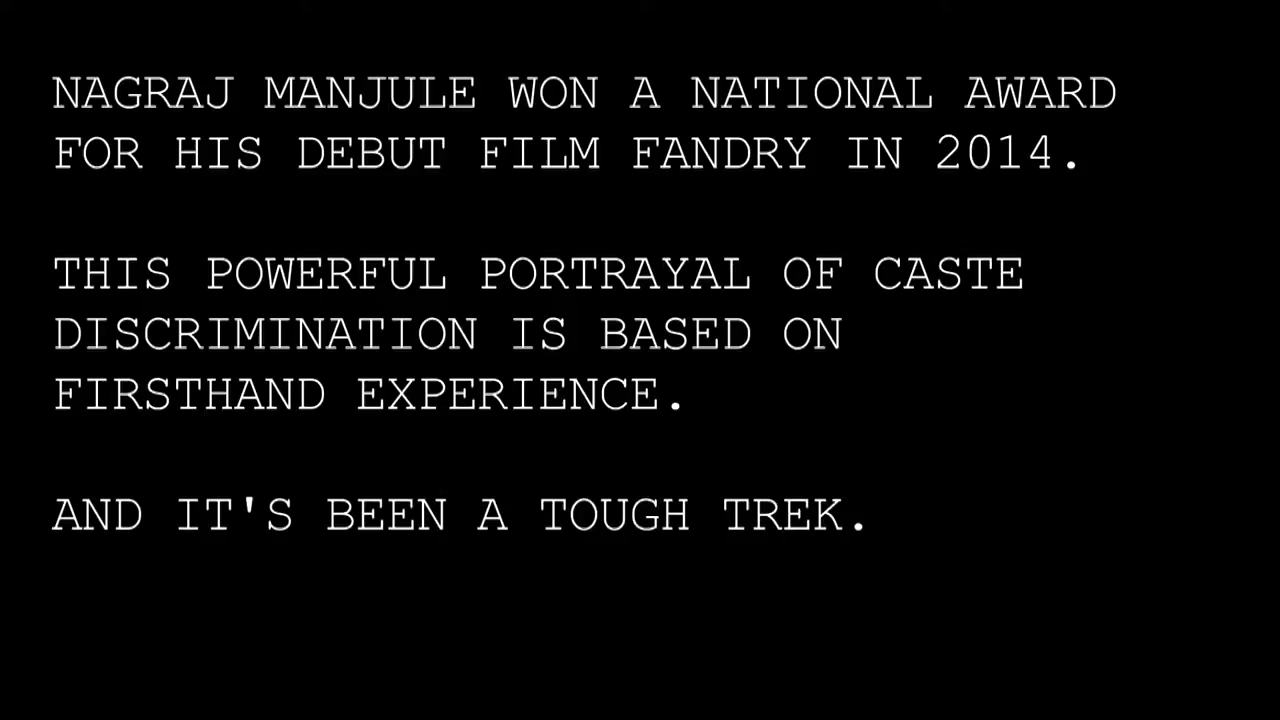 NAGRAJ MANJULE WON A NATIONAL AWARD
FOR HIS DEBUT FILM FANDRY IN 2014.
THIS POWERFUL PORTRAYAL OF CASTE
DISCRIMINATION IS BASED ON
FIRSTHAND EXPERIENCE.
AND IT'S BEEN A TOUGH TREK.